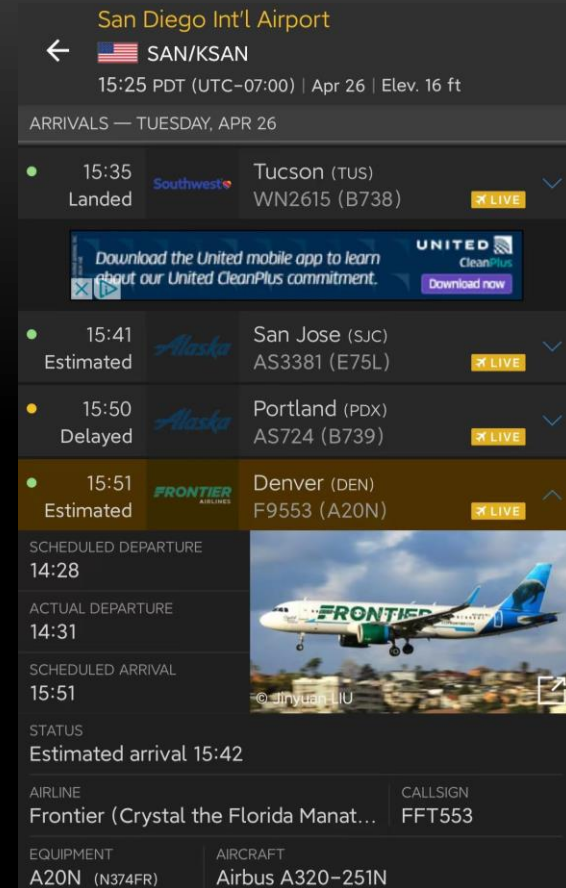 San Diego Int'l Airport
SAN/KSAN
15:25 PDT (UTC-07:00) | Apr 26 | Elev. 16 ft
ARRIVALS — TUESDAY, APR 26
15:35 Southwest Tucson (TUS)
Landed WN2615 (B738) LIVE
Download the United mobile app to learn
about our United CleanPlus commitment.
UNITED
CleanPlus
Download now
15:41 Alaska San Jose (SJC)
Estimated AS3381 (E75L) LIVE
15:50 Alaska Portland (PDX)
Delayed AS724 (B739) LIVE
15:51 FRONTIER AIRLINES Denver (DEN)
Estimated F9553 (A20N) LIVE
SCHEDULED DEPARTURE
14:28
ACTUAL DEPARTURE
14:31
SCHEDULED ARRIVAL
15:51
FRONTIER
© Jinyuan LIU
STATUS
Estimated arrival 15:42
AIRLINE CALLSIGN
Frontier (Crystal the Florida Manat... FFT553
EQUIPMENT AIRCRAFT
A20N (N374FR) Airbus A320-251N